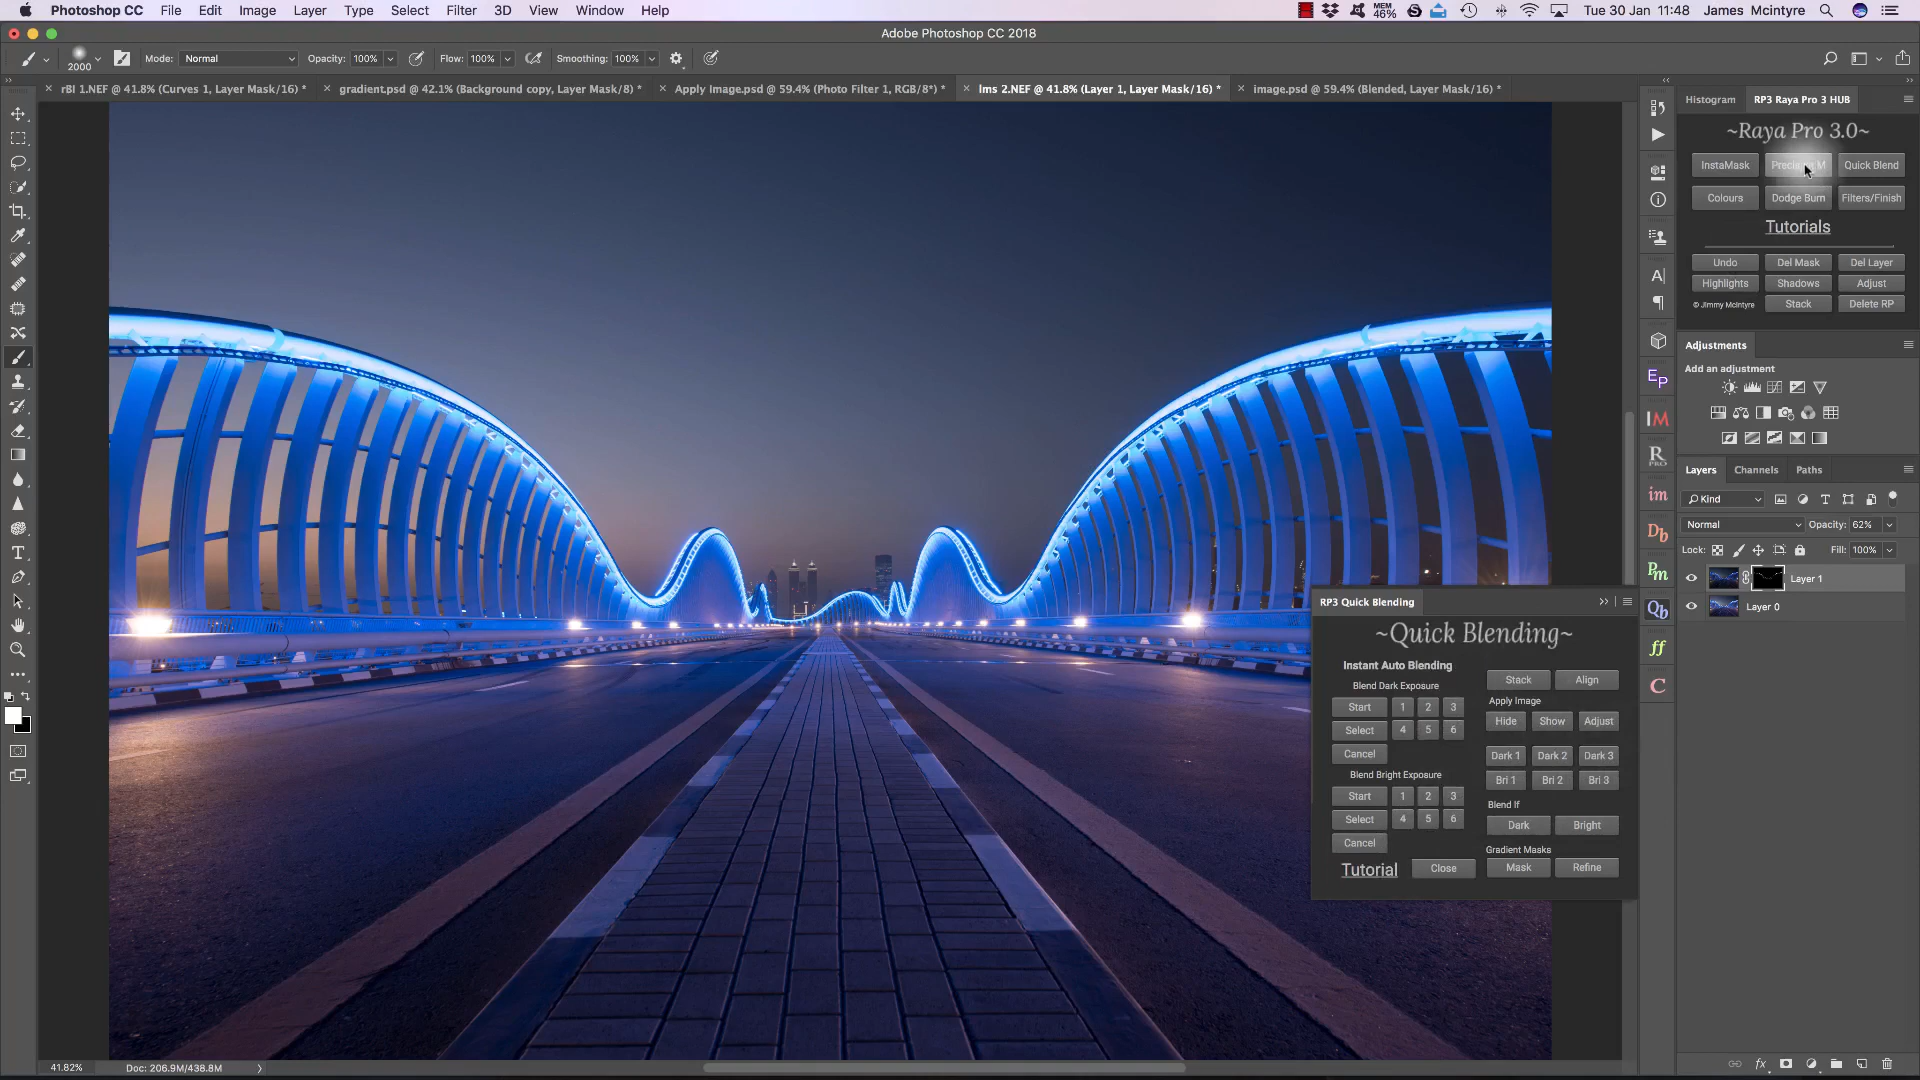 Photoshop CC File Edit Image Layer Type Select Filter 3D View Window Help MEM 46% Tue 30 Jan 11:48 James Mcintyre
Adobe Photoshop CC 2018
2000 Mode: Normal Opacity: 100% Flow: 100% Smoothing: 100%
rBl 1.NEF @ 41.8% (Curves 1, Layer Mask/16) * gradient.psd @ 42.1% (Background copy, Layer Mask/8) * Apply Image.psd @ 59.4% (Photo Filter 1, RGB/8*) * Ims 2.NEF @ 41.8% (Layer 1, Layer Mask/16) * image.psd @ 59.4% (Blended, Layer Mask/16) *
Histogram RP3 Raya Pro 3 HUB
~Raya Pro 3.0~
InstaMask Quick Blend
Colours Dodge Burn Filters/Finish
Tutorials
Undo Del Mask Del Layer
Highlights Shadows Adjust
© Jimmy McIntyre Stack Delete RP
Adjustments
Add an adjustment
EP
IM
R PRO
im
Db
Pm
Qb
ff
C
Layers Channels Paths
Kind
Normal Opacity: 62%
Lock: Fill: 100%
Layer 1
Layer 0
RP3 Quick Blending
~Quick Blending~
Instant Auto Blending
Blend Dark Exposure
Start 1 2 3
Select 4 5 6
Cancel
Blend Bright Exposure
Start 1 2 3
Select 4 5 6
Cancel
Tutorial Close
Stack Align
Apply Image
Hide Show Adjust
Dark 1 Dark 2 Dark 3
Bri 1 Bri 2 Bri 3
Blend If
Dark Bright
Gradient Masks
Mask Refine
41.82% Doc: 206.9M/438.8M